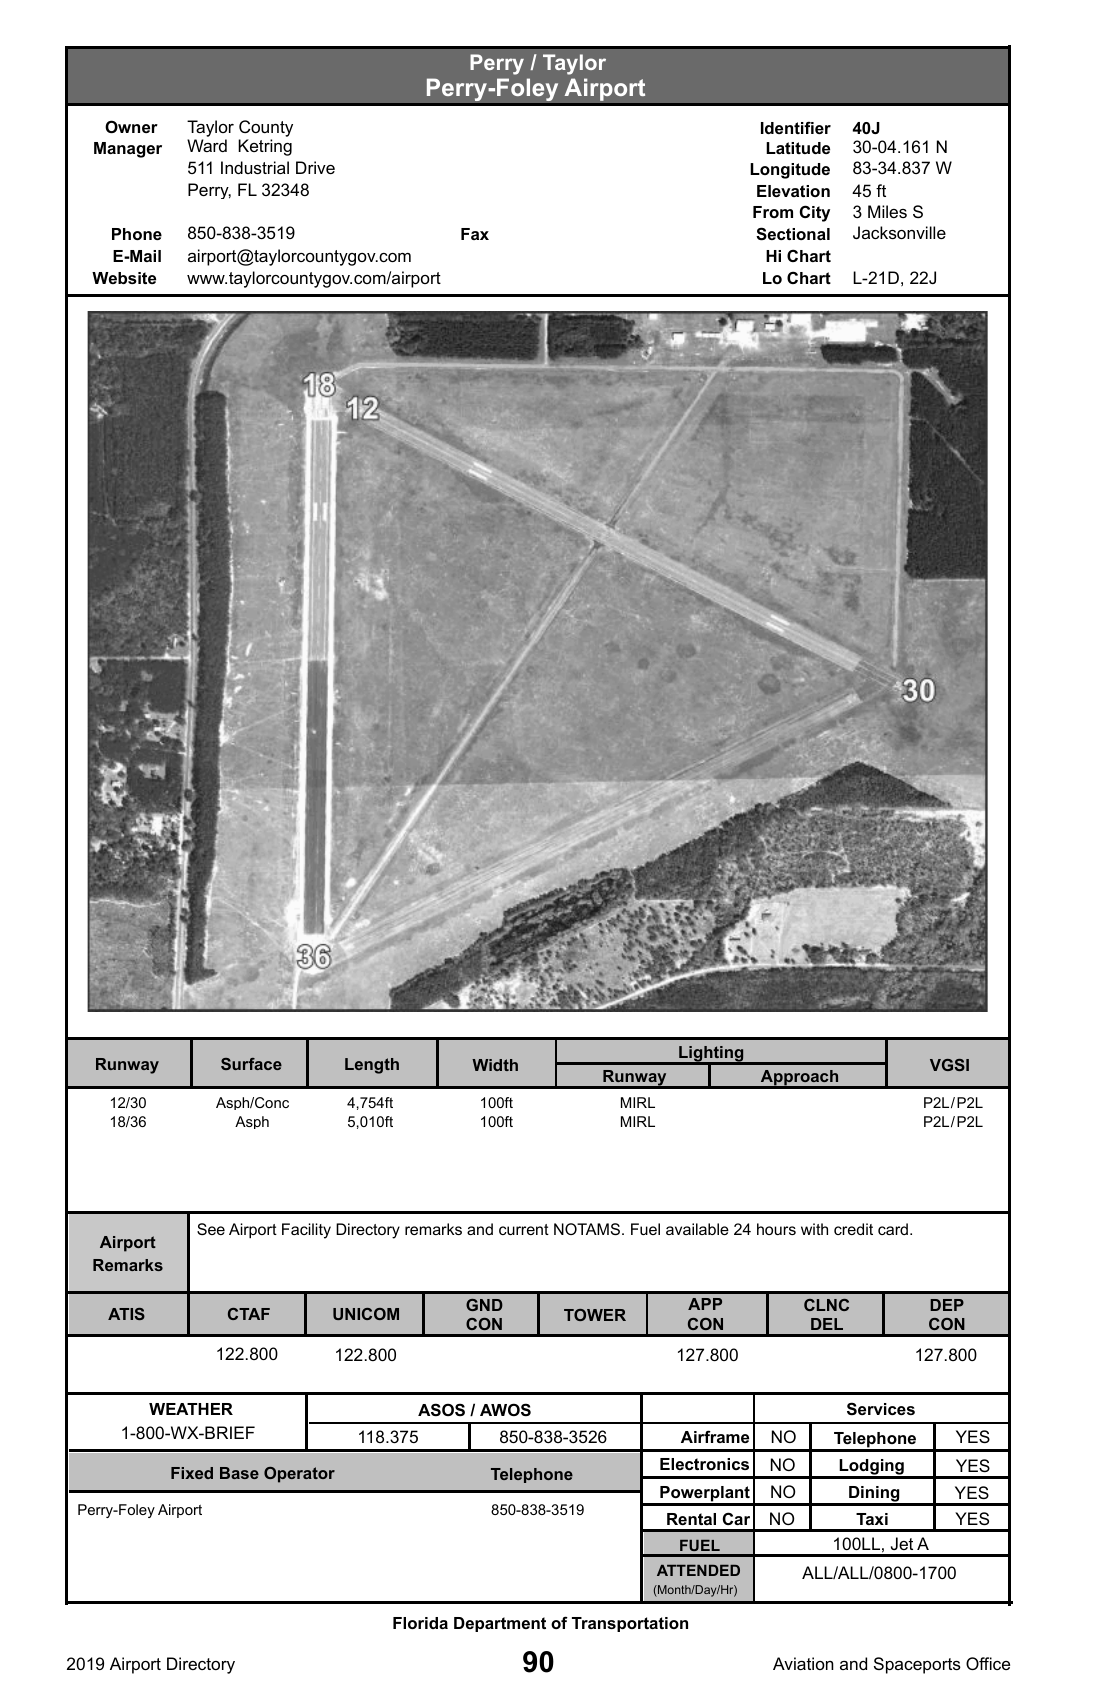 Perry / Taylor
Perry-Foley Airport
Owner Taylor County
Manager Ward Ketring
511 Industrial Drive
Perry, FL 32348
Phone 850-838-3519 Fax
E-Mail airport@taylorcountygov.com
Website www.taylorcountygov.com/airport
Identifier 40J
Latitude 30-04.161 N
Longitude 83-34.837 W
Elevation 45 ft
From City 3 Miles S
Sectional Jacksonville
Hi Chart
Lo Chart L-21D, 22J
18
12
30
36
Runway Surface Length Width Lighting VGSI
Runway Approach
12/30 Asph/Conc 4,754ft 100ft MIRL P2L/P2L
18/36 Asph 5,010ft 100ft MIRL P2L/P2L
Airport
Remarks
See Airport Facility Directory remarks and current NOTAMS. Fuel available 24 hours with credit card.
ATIS CTAF UNICOM GND CON TOWER APP CON CLNC DEL DEP CON
122.800 122.800 127.800 127.800
WEATHER
1-800-WX-BRIEF
ASOS / AWOS
118.375 850-838-3526
Fixed Base Operator Telephone
Perry-Foley Airport 850-838-3519
Services
Airframe NO Telephone YES
Electronics NO Lodging YES
Powerplant NO Dining YES
Rental Car NO Taxi YES
FUEL 100LL, Jet A
ATTENDED ALL/ALL/0800-1700
(Month/Day/Hr)
Florida Department of Transportation
2019 Airport Directory 90 Aviation and Spaceports Office